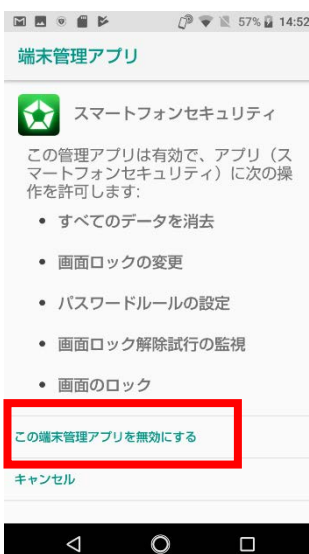 57% 14:52
端末管理アプリ
スマートフォンセキュリティ
この管理アプリは有効で、アプリ（ス
マートフォンセキュリティ）に次の操
作を許可します:
• すべてのデータを消去
• 画面ロックの変更
• パスワードルールの設定
• 画面ロック解除試行の監視
• 画面のロック
この端末管理アプリを無効にする
キャンセル